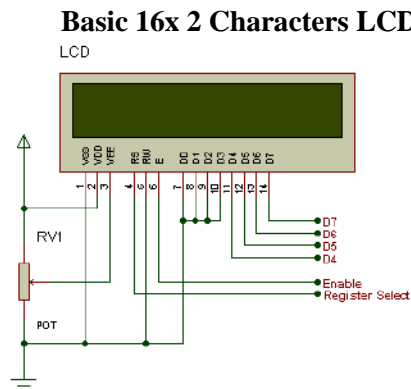 Basic 16x 2 Characters LCD
LCD
VSS VDD VEE RS RW E D0 D1 D2 D3 D4 D5 D6 D7
1 2 3 4 5 6 7 8 9 10 11 12 13 14
D7
D6
RV1
D5
D4
Enable
Register Select
POT